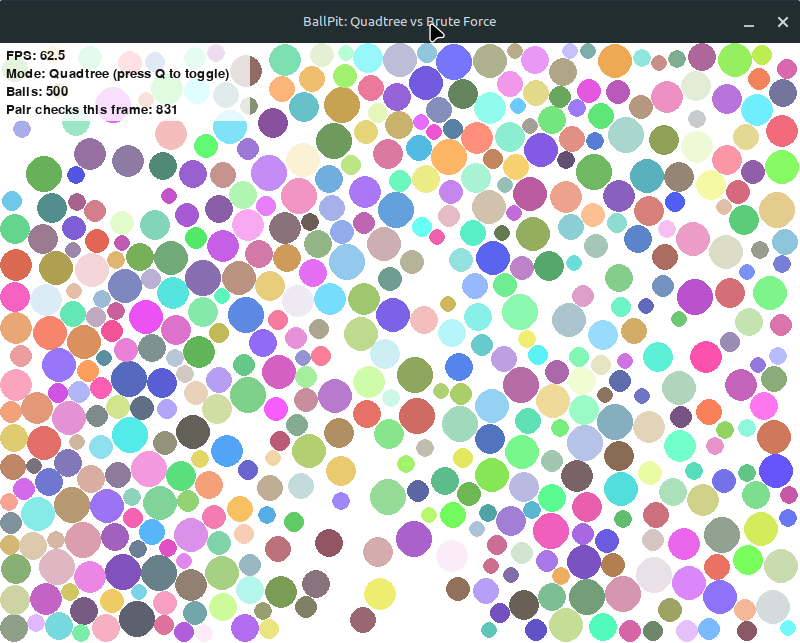 BallPit: Quadtree vs Brute Force
FPS: 62.5
Mode: Quadtree (press Q to toggle)
Balls: 500
Pair checks this frame: 831